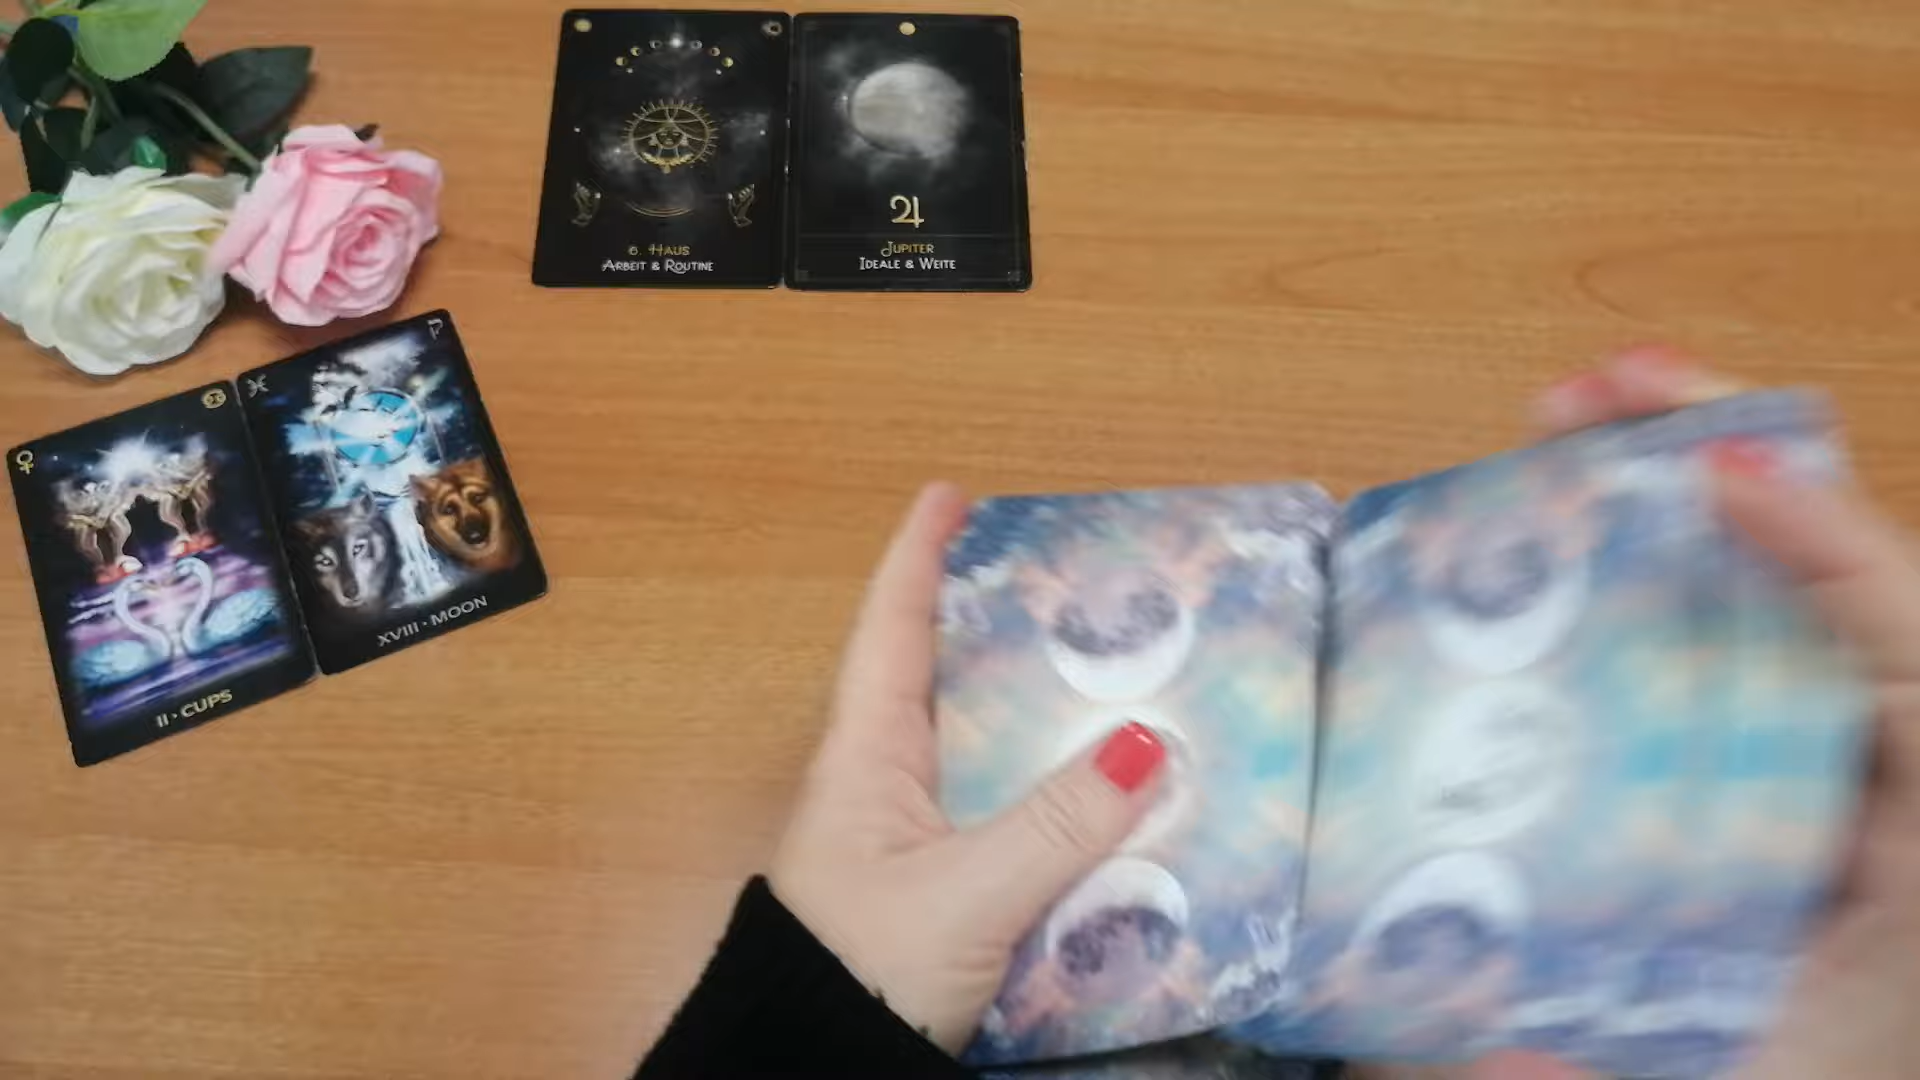 6. Haus
Arbeit & Routine
♃
Jupiter
Ideale & Weite
II · CUPS
XVIII · MOON